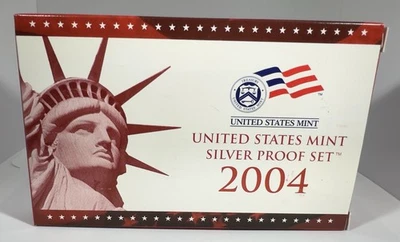 UNITED STATES MINT
UNITED STATES MINT
SILVER PROOF SET™
2004